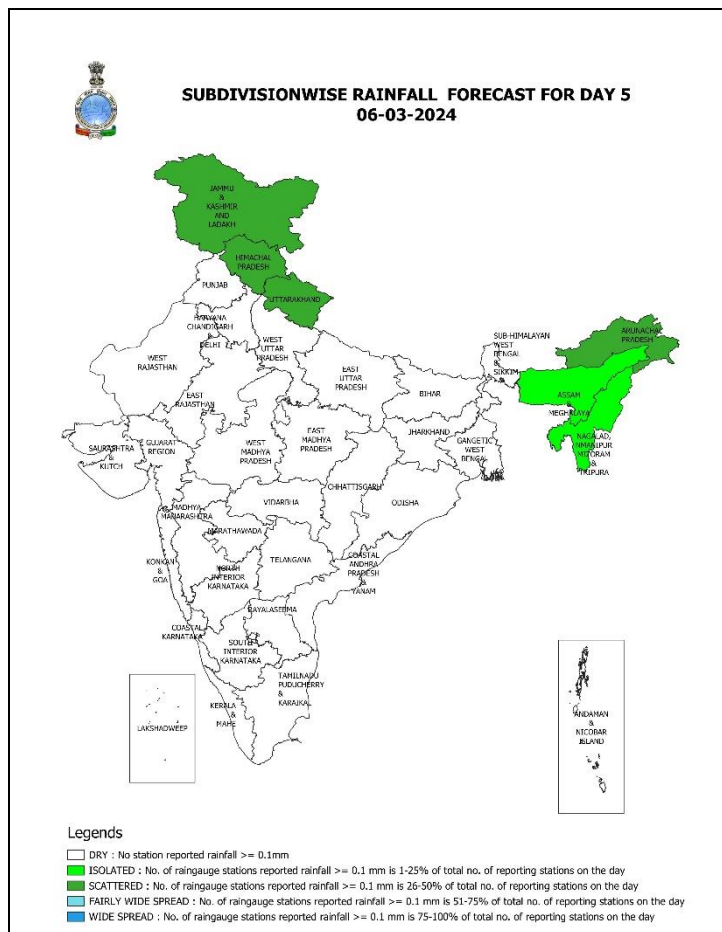 SUBDIVISIONWISE RAINFALL FORECAST FOR DAY 5
06-03-2024
JAMMU
&
KASHMIR
AND
LADAKH
HIMACHAL
PRADESH
PUNJAB
UTTARAKHAND
HARYANA
CHANDIGARH
&
DELHI
WEST
UTTAR
PRADESH
SUB-HIMALAYAN
WEST
BENGAL
&
SIKKIM
ARUNACHAL
PRADESH
WEST
RAJASTHAN
EAST
UTTAR
PRADESH
EAST
RAJASTHAN
BIHAR
ASSAM
&
MEGHALAYA
SAURASHTRA
&
KUTCH
GUJARAT
REGION
WEST
MADHYA
PRADESH
EAST
MADHYA
PRADESH
JHARKHAND
GANGETIC
WEST
BENGAL
NAGALAD,
NMANIPUR
MIZORAM
&
TRIPURA
CHHATTISGARH
ODISHA
VIDARBHA
MADHYA
MAHARASHTRA
MARATHAWADA
KONKAN
&
GOA
TELANGANA
COASTAL
ANDHRA
PRADESH
&
YANAM
NORTH
INTERIOR
KARNATAKA
RAYALASEEMA
COASTAL
KARNATAKA
SOUTH
INTERIOR
KARNATAKA
TAMILNADU
PUDUCHERRY
&
KARAIKAL
KERALA
&
MAHE
LAKSHADWEEP
ANDAMAN
&
NICOBAR
ISLAND
Legends
DRY : No station reported rainfall >= 0.1mm
ISOLATED : No. of raingauge stations reported rainfall >= 0.1 mm is 1-25% of total no. of reporting stations on the day
SCATTERED : No. of raingauge stations reported rainfall >= 0.1 mm is 26-50% of total no. of reporting stations on the day
FAIRLY WIDE SPREAD : No. of raingauge stations reported rainfall >= 0.1 mm is 51-75% of total no. of reporting stations on the day
WIDE SPREAD : No. of raingauge stations reported rainfall >= 0.1 mm is 75-100% of total no. of reporting stations on the day